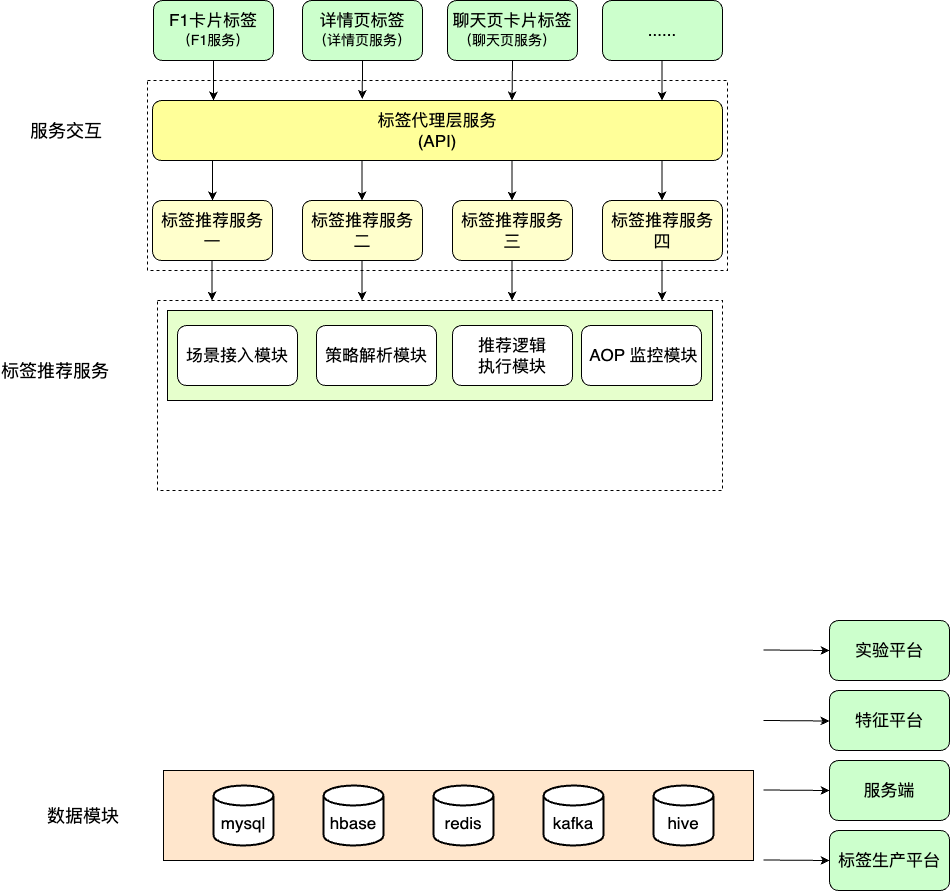 F1卡片标签
(F1服务)
详情页标签
(详情页服务)
聊天页卡片标签
(聊天页服务)
......
服务交互
标签代理层服务
(API)
标签推荐服务
一
标签推荐服务
二
标签推荐服务
三
标签推荐服务
四
标签推荐服务
场景接入模块
策略解析模块
推荐逻辑
执行模块
AOP 监控模块
实验平台
特征平台
服务端
标签生产平台
数据模块
mysql
hbase
redis
kafka
hive